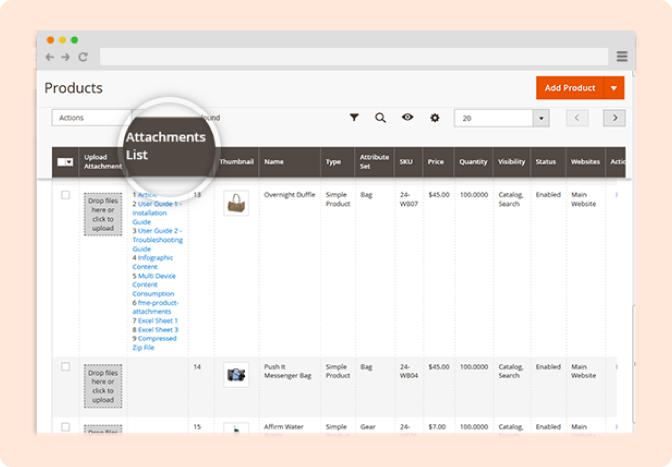 Products
Add Product
Actions
found
20
Upload
Attachment
Attachments
List
Thumbnail
Name
Type
Attribute
Set
SKU
Price
Quantity
Visibility
Status
Websites
Drop files
here or
click to
upload
1 Article
2 User Guide 1 -
Installation
Guide
3 User Guide 2 -
Troubleshooting
Guide
4 Infographic
Content
5 Multi Device
Content
Consumption
6 fme-product-
attachments
7 Excel Sheet 1
8 Excel Sheet 3
9 Compressed
Zip File
13
Overnight Duffle
Simple
Product
Bag
24-
WB07
$45.00
100.0000
Catalog,
Search
Enabled
Main
Website
Drop files
here or
click to
upload
14
Push It
Messenger Bag
Simple
Product
Bag
24-
WB04
$45.00
100.0000
Catalog,
Search
Enabled
Main
Website
Drop files
15
Affirm Water
Simple
Gear
24-
$7.00
100.0000
Catalog,
Enabled
Main